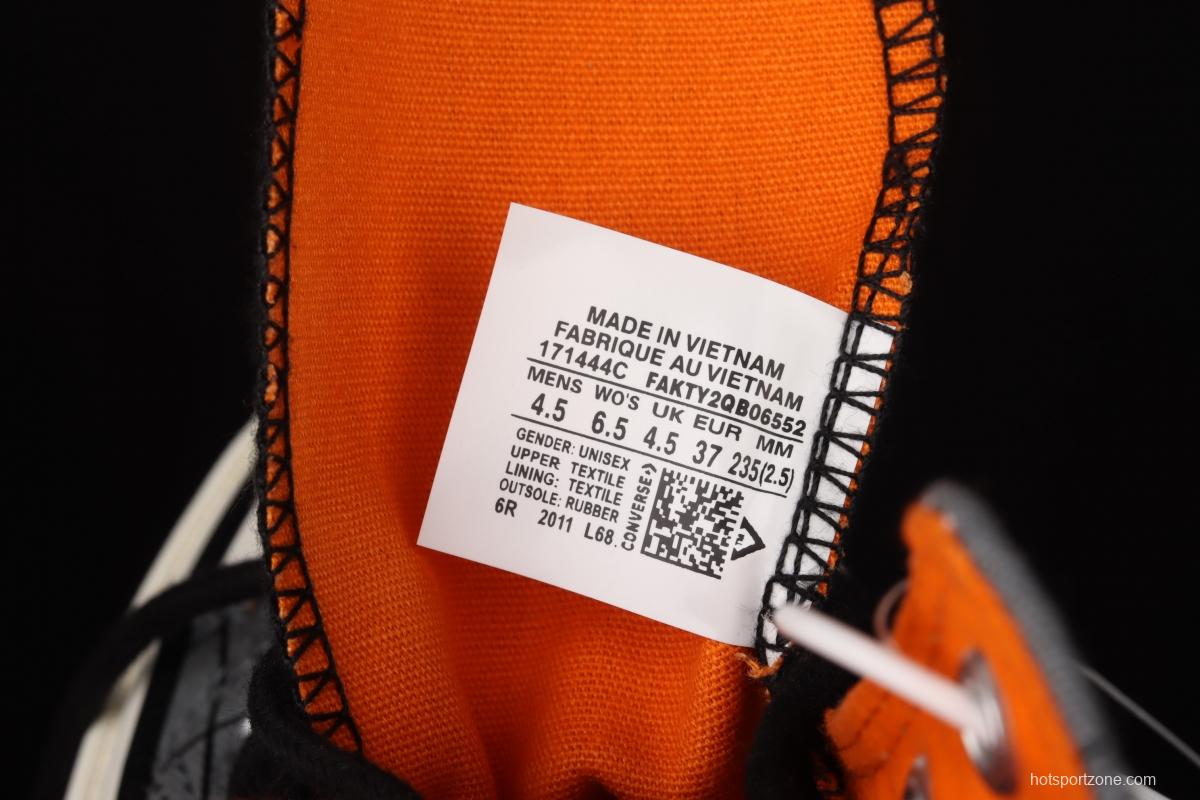 MADE IN VIETNAM
FABRIQUE AU VIETNAM
171444C FAKTY2QB06552
MENS WO'S UK EUR MM
4.5 6.5 4.5 37 235(2.5)
GENDER: UNISEX
UPPER: TEXTILE
LINING: TEXTILE
OUTSOLE: RUBBER
6R 2011 L68.
CONVERSE
hotsportzone.com